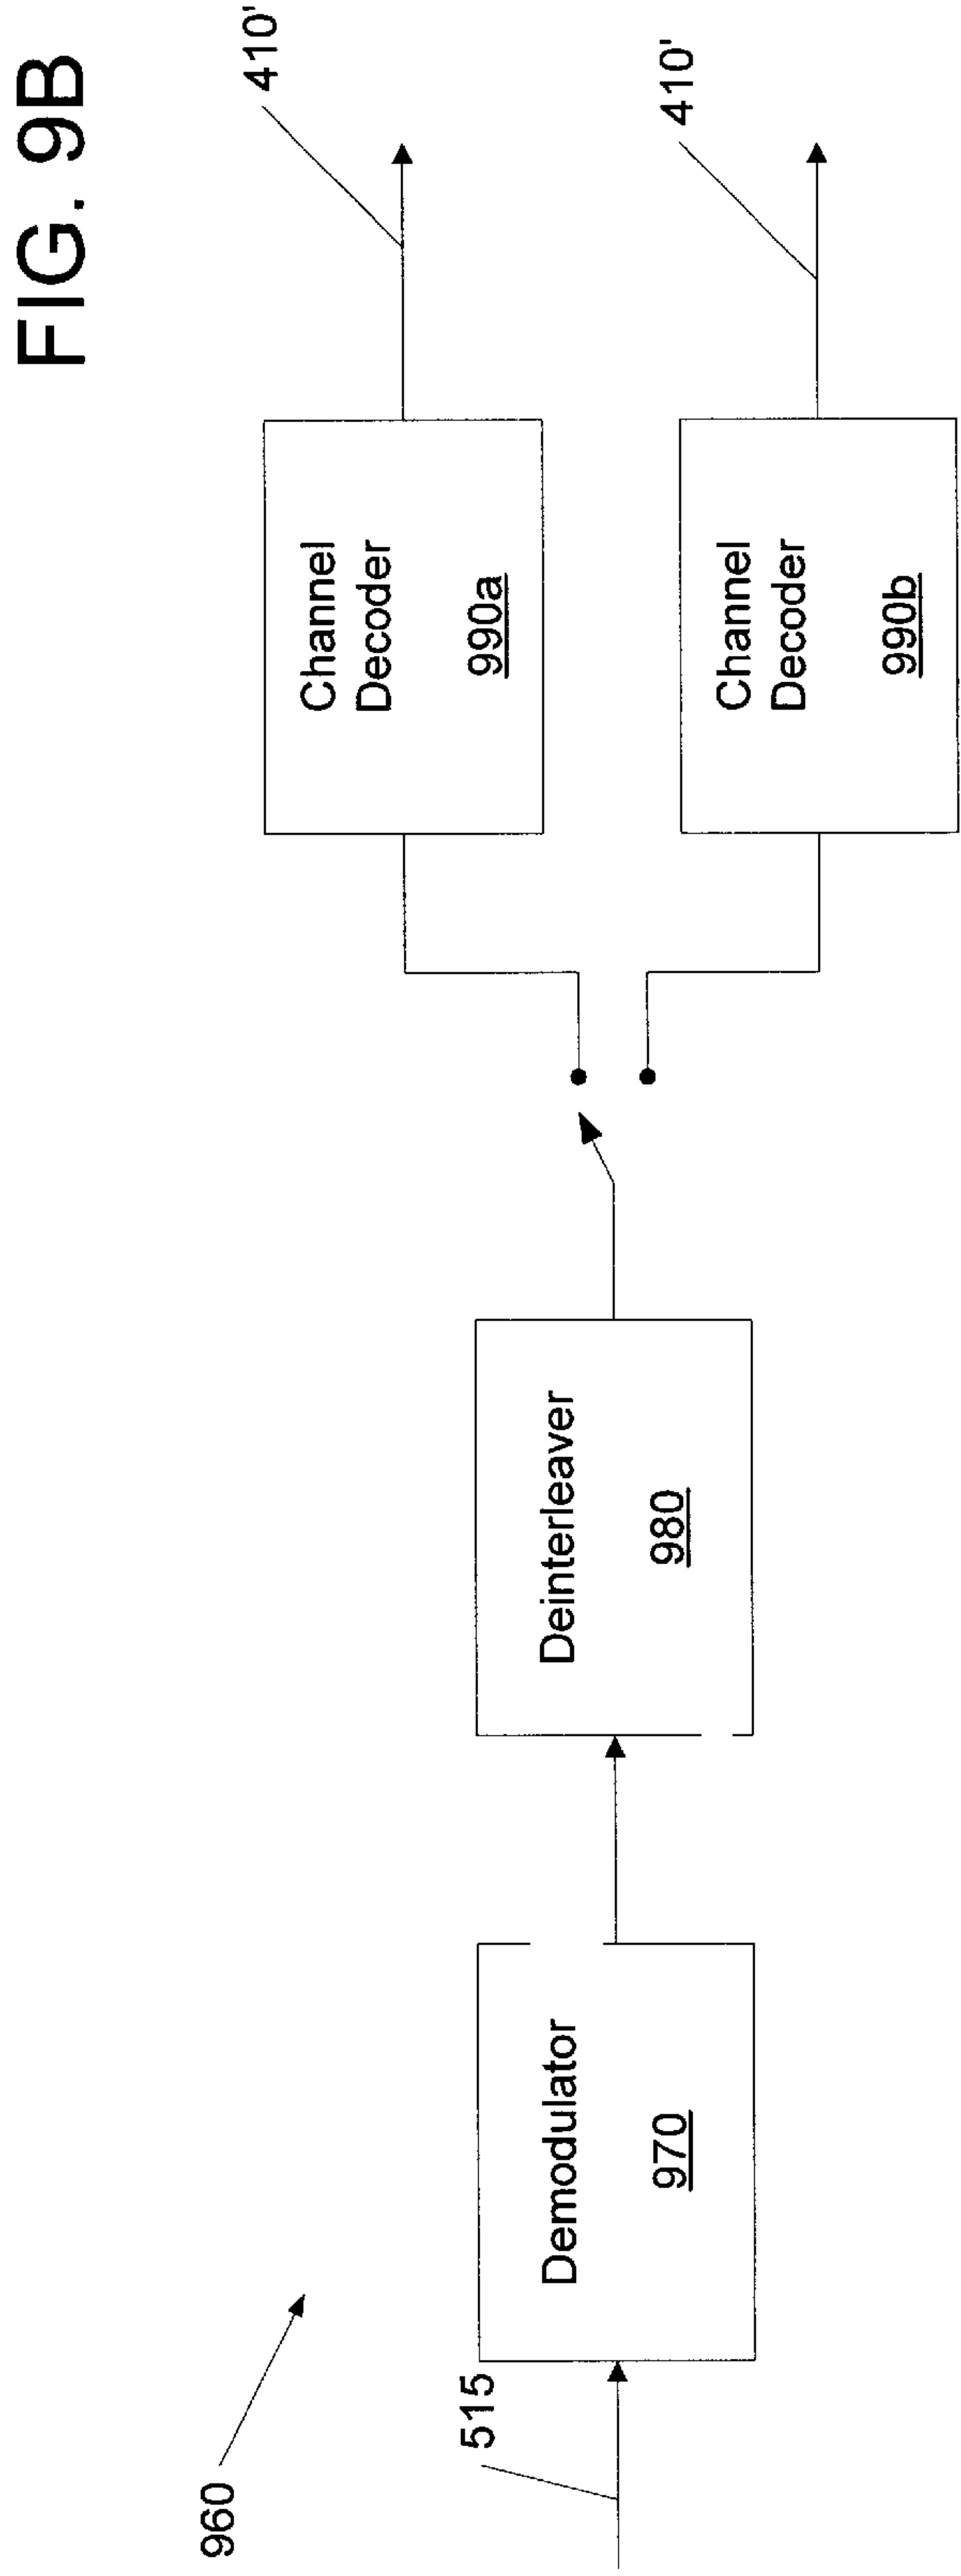 FIG. 9B
960
515
Demodulator
970
Deinterleaver
980
Channel
Decoder
990a
410'
Channel
Decoder
990b
410'